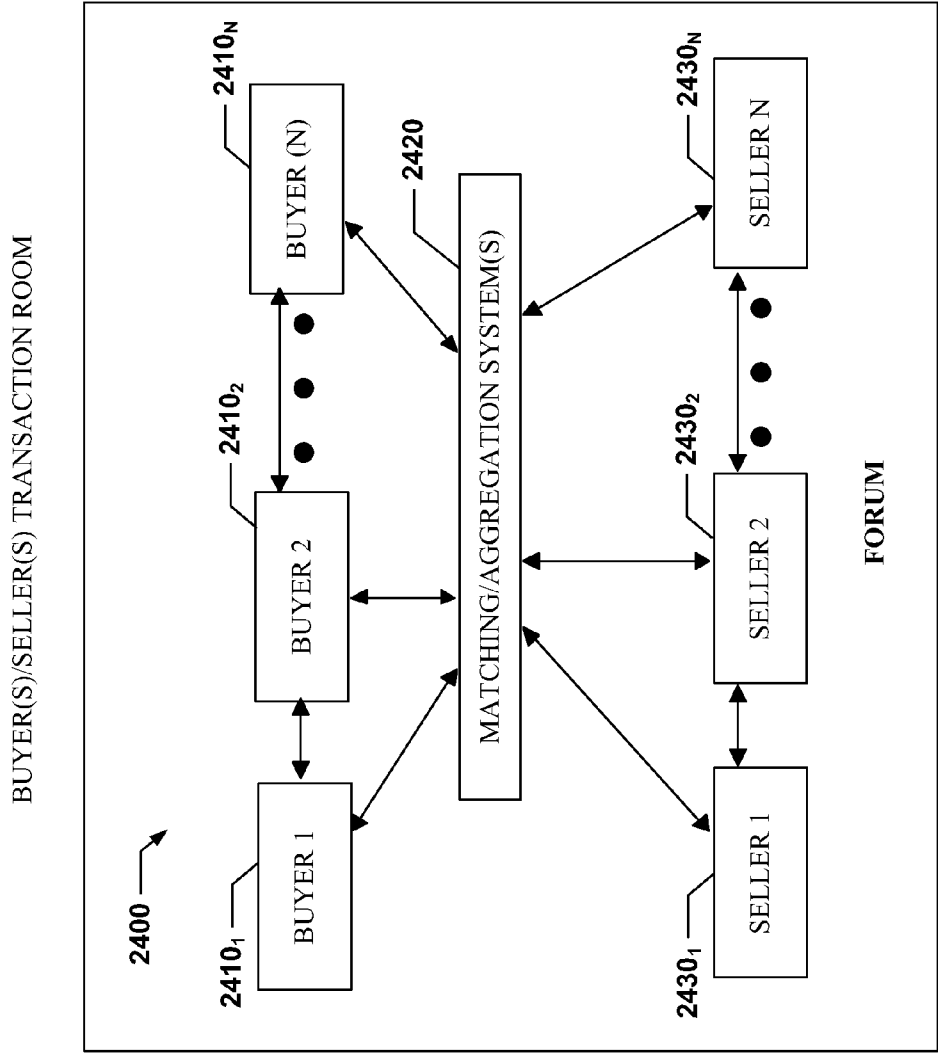 BUYER(S)/SELLER(S) TRANSACTION ROOM
2400
2410₁
2410₂
2410ₙ
BUYER 1
BUYER 2
BUYER (N)
2420
MATCHING/AGGREGATION SYSTEM(S)
2430₁
2430₂
2430ₙ
SELLER 1
SELLER 2
SELLER N
FORUM